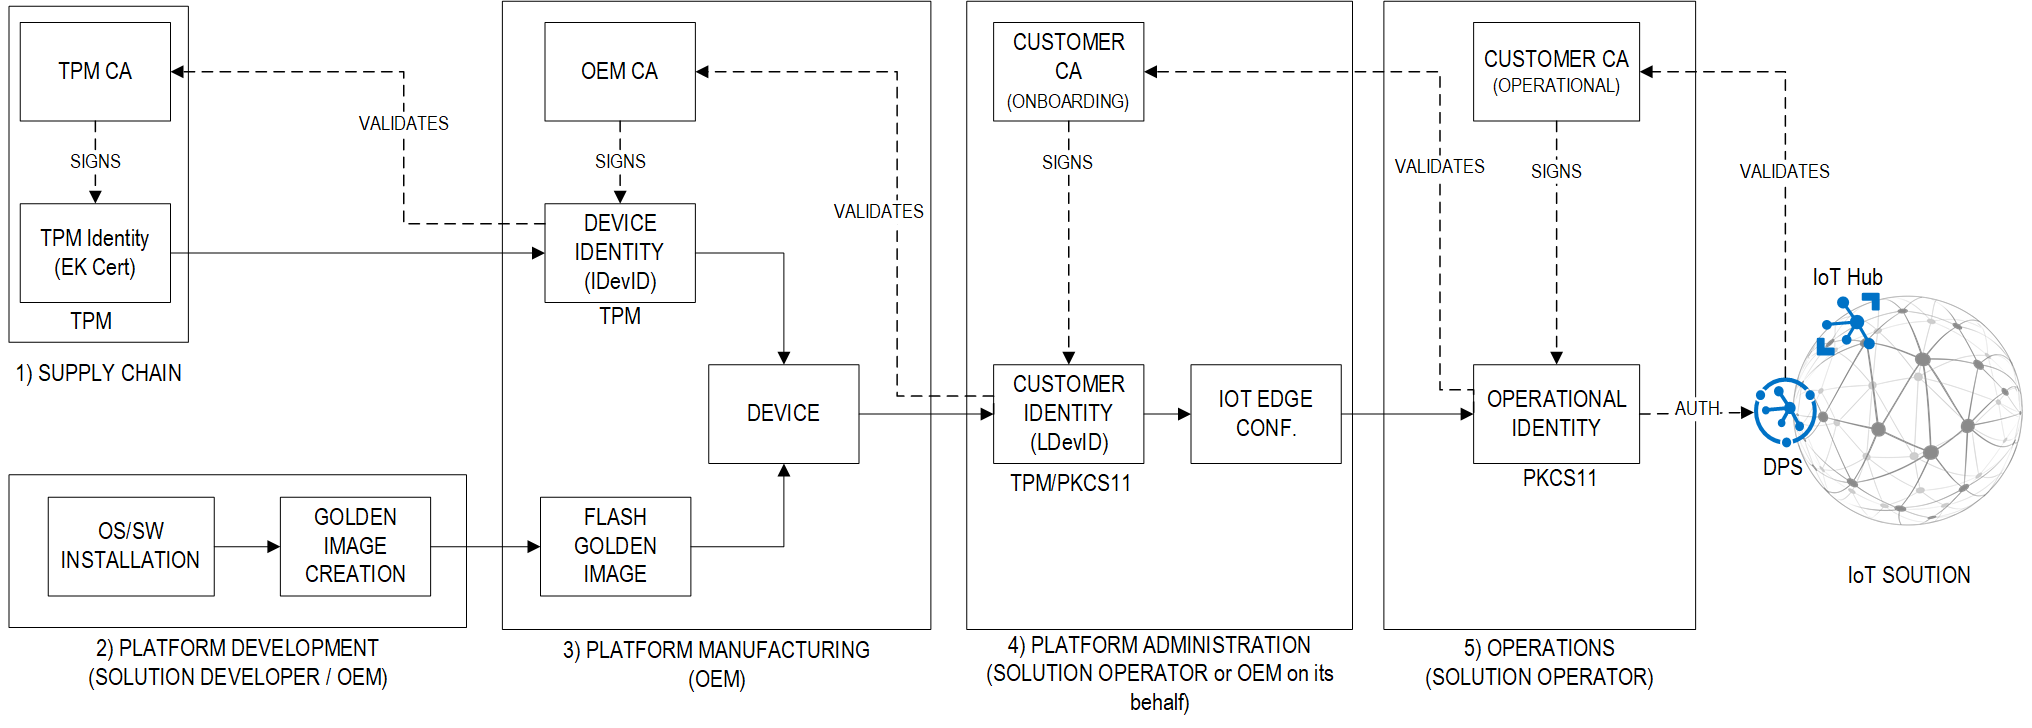 TPM CA
SIGNS
TPM Identity
(EK Cert)
TPM
1) SUPPLY CHAIN
VALIDATES
OS/SW
INSTALLATION
GOLDEN
IMAGE
CREATION
2) PLATFORM DEVELOPMENT
(SOLUTION DEVELOPER / OEM)
OEM CA
SIGNS
DEVICE
IDENTITY
(IDevID)
TPM
VALIDATES
DEVICE
FLASH
GOLDEN
IMAGE
3) PLATFORM MANUFACTURING
(OEM)
CUSTOMER
CA
(ONBOARDING)
SIGNS
CUSTOMER
IDENTITY
(LDevID)
TPM/PKCS11
IOT EDGE
CONF.
4) PLATFORM ADMINISTRATION
(SOLUTION OPERATOR or OEM on its
behalf)
VALIDATES
CUSTOMER CA
(OPERATIONAL)
SIGNS
OPERATIONAL
IDENTITY
PKCS11
5) OPERATIONS
(SOLUTION OPERATOR)
VALIDATES
AUTH.
IoT Hub
DPS
IoT SOUTION